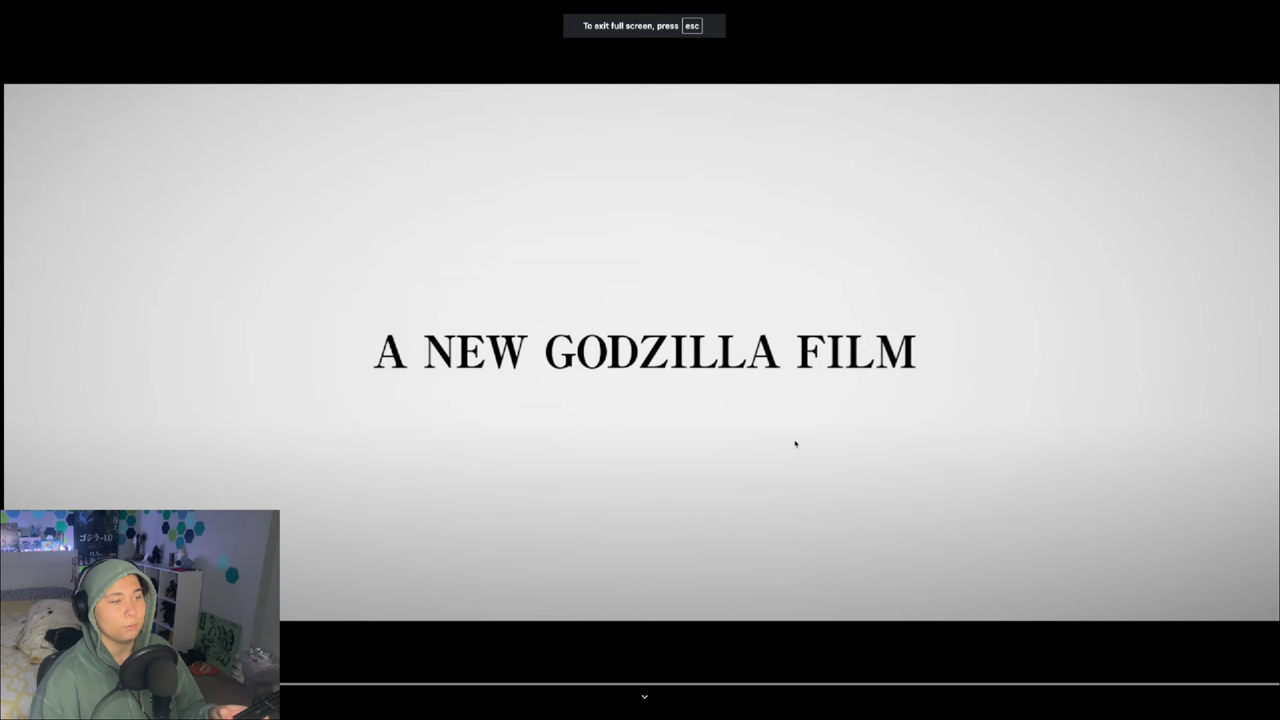 To exit full screen, press esc
A NEW GODZILLA FILM
ゴジラ-1.0